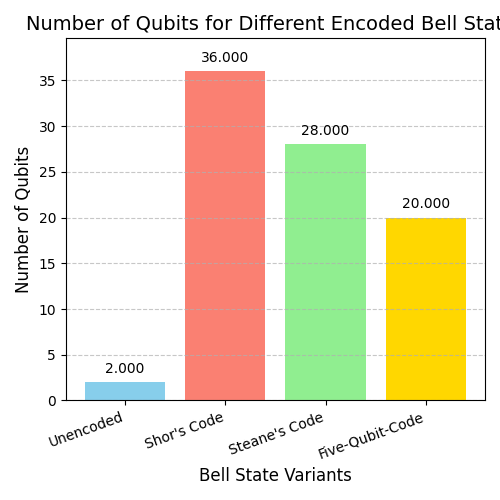 Number of Qubits for Different Encoded Bell Stat
36.000
28.000
20.000
2.000
35
30
25
20
15
10
5
0
Number of Qubits
Unencoded
Shor's Code
Steane's Code
Five-Qubit-Code
Bell State Variants